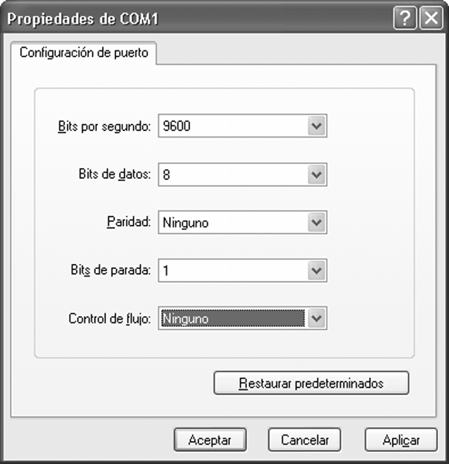 Propiedades de COM1
Configuración de puerto
Bits por segundo: 9600
Bits de datos: 8
Paridad: Ninguno
Bits de parada: 1
Control de flujo: Ninguno
Restaurar predeterminados
Aceptar Cancelar Aplicar